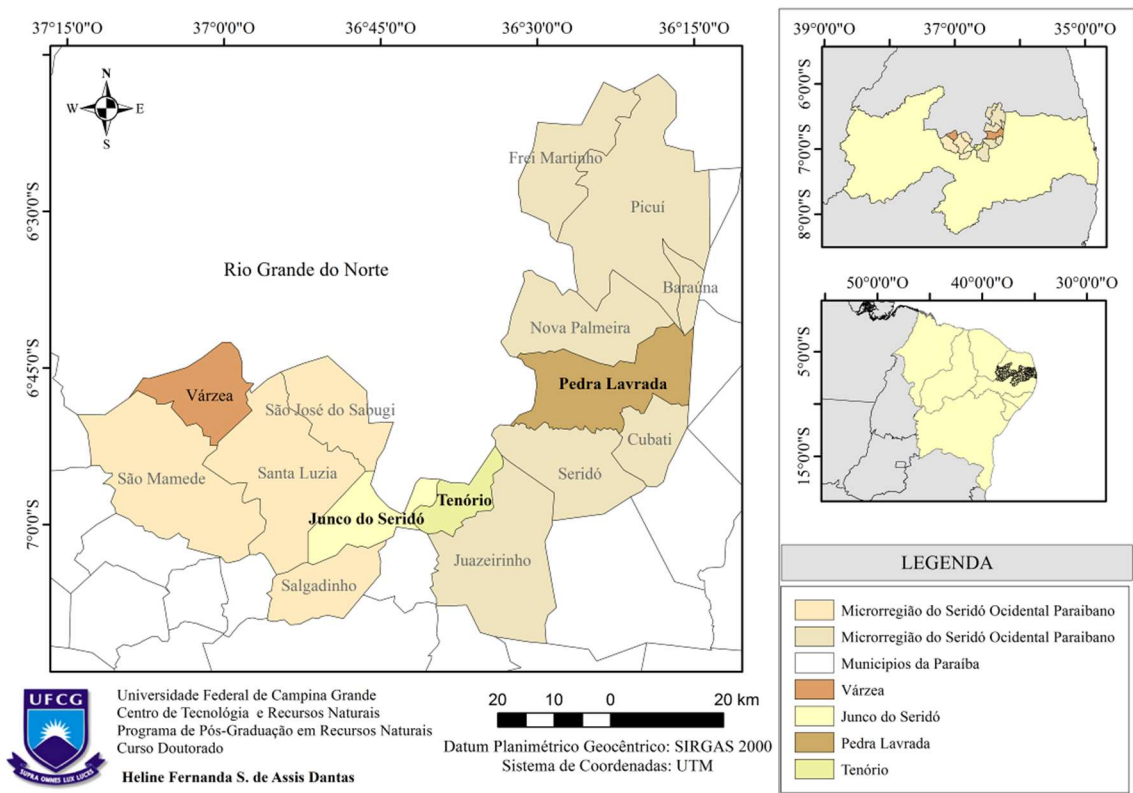 37°15'0"O 37°0'0"O 36°45'0"O 36°30'0"O 36°15'0"O
N
W E
S
6°30'0"S
6°45'0"S
7°0'0"S
Frei Martinho
Picuí
Rio Grande do Norte
Baraúna
Nova Palmeira
Pedra Lavrada
Várzea
São José do Sabugi
Cubati
Santa Luzia
Seridó
São Mamede
Tenório
Junco do Seridó
Juazeirinho
Salgadinho
39°0'0"O 37°0'0"O 35°0'0"O
6°0'0"S
7°0'0"S
8°0'0"S
50°0'0"O 40°0'0"O 30°0'0"O
5°0'0"S
15°0'0"S
LEGENDA
Microrregião do Seridó Ocidental Paraibano
Microrregião do Seridó Ocidental Paraibano
Municipios da Paraíba
Várzea
Junco do Seridó
Pedra Lavrada
Tenório
UFCG
SUPRA OMNES LUX LUCES
Universidade Federal de Campina Grande
Centro de Tecnológia e Recursos Naturais
Programa de Pós-Graduação em Recursos Naturais
Curso Doutorado
Heline Fernanda S. de Assis Dantas
20 10 0 20 km
Datum Planimétrico Geocêntrico: SIRGAS 2000
Sistema de Coordenadas: UTM